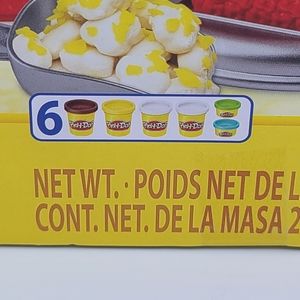 6
Play-Doh Play-Doh Play-Doh Play-Doh
NET WT. · POIDS NET DE L
CONT. NET. DE LA MASA 2